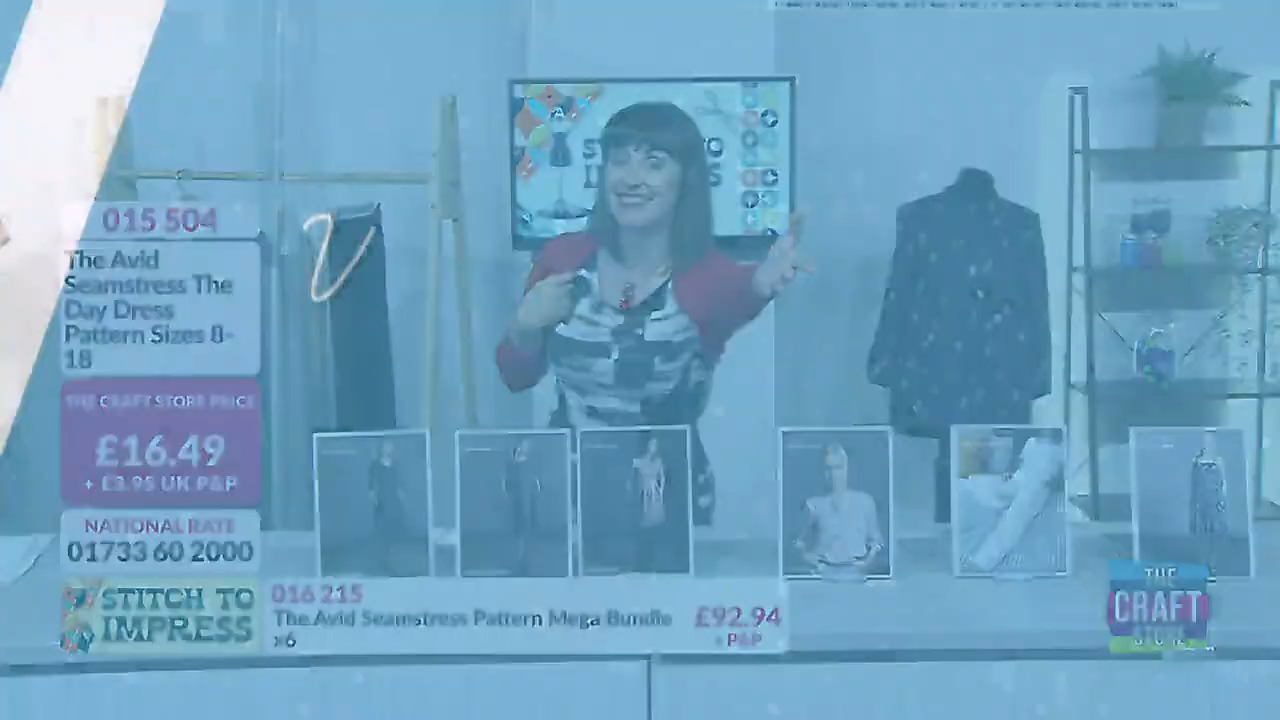 015 504
The Avid
Seamstress The
Day Dress
Pattern Sizes 8-
18
THE CRAFT STORE PRICE
£16.49
+ £3.95 UK P&P
NATIONAL RATE
01733 60 2000
STITCH TO
IMPRESS
016 215
The Avid Seamstress Pattern Mega Bundle
x6
£92.94
+ P&P
THE
CRAFT
STORE